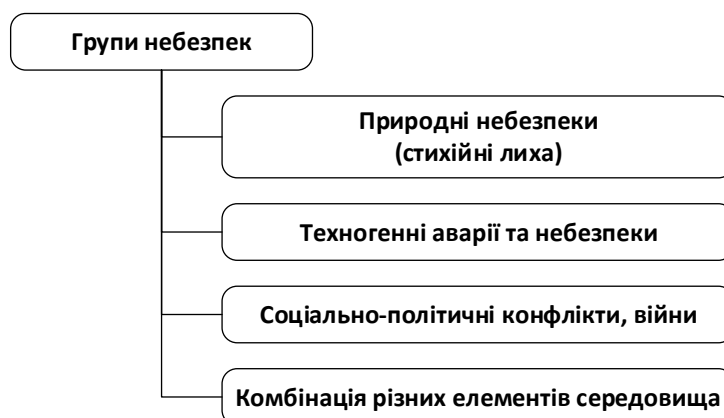 Групи небезпек
Природні небезпеки
(стихійні лиха)
Техногенні аварії та небезпеки
Соціально-політичні конфлікти, війни
Комбінація різних елементів середовища